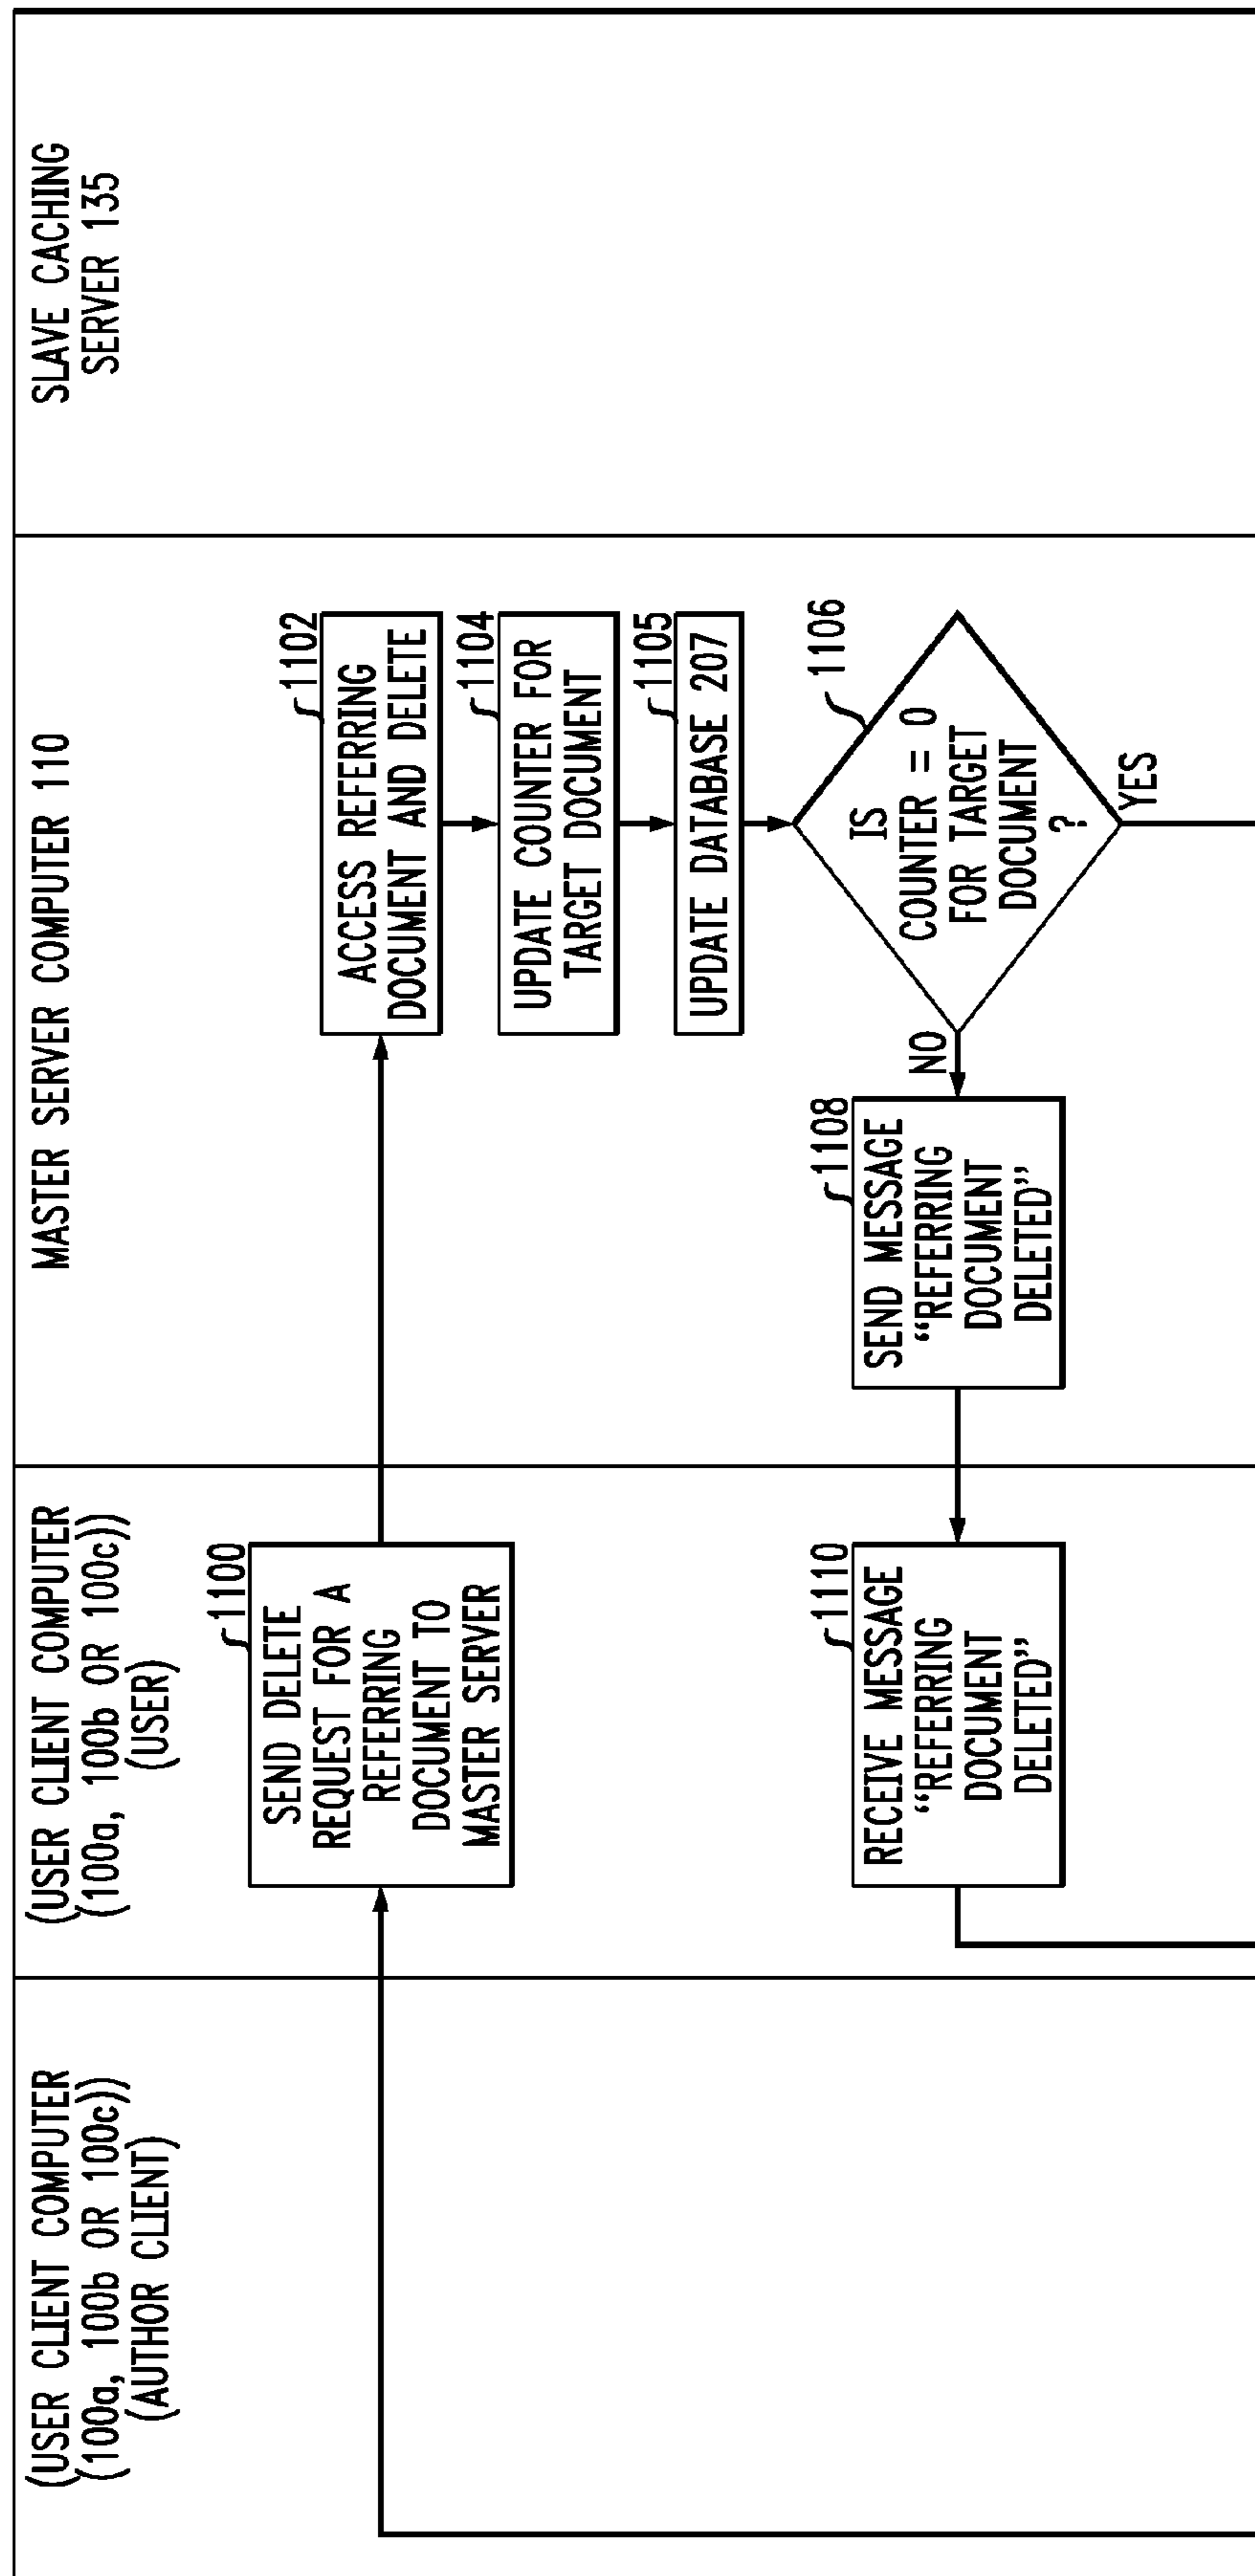 (USER CLIENT COMPUTER
(100a, 100b OR 100c))
(AUTHOR CLIENT)
(USER CLIENT COMPUTER
(100a, 100b OR 100c))
(USER)
MASTER SERVER COMPUTER 110
SLAVE CACHING
SERVER 135
1100
SEND DELETE
REQUEST FOR A
REFERRING
DOCUMENT TO
MASTER SERVER
1102
ACCESS REFERRING
DOCUMENT AND DELETE
1104
UPDATE COUNTER FOR
TARGET DOCUMENT
1105
UPDATE DATABASE 207
1106
IS
COUNTER = 0
FOR TARGET
DOCUMENT
?
NO
YES
1108
SEND MESSAGE
“REFERRING
DOCUMENT
DELETED”
1110
RECEIVE MESSAGE
“REFERRING
DOCUMENT
DELETED”